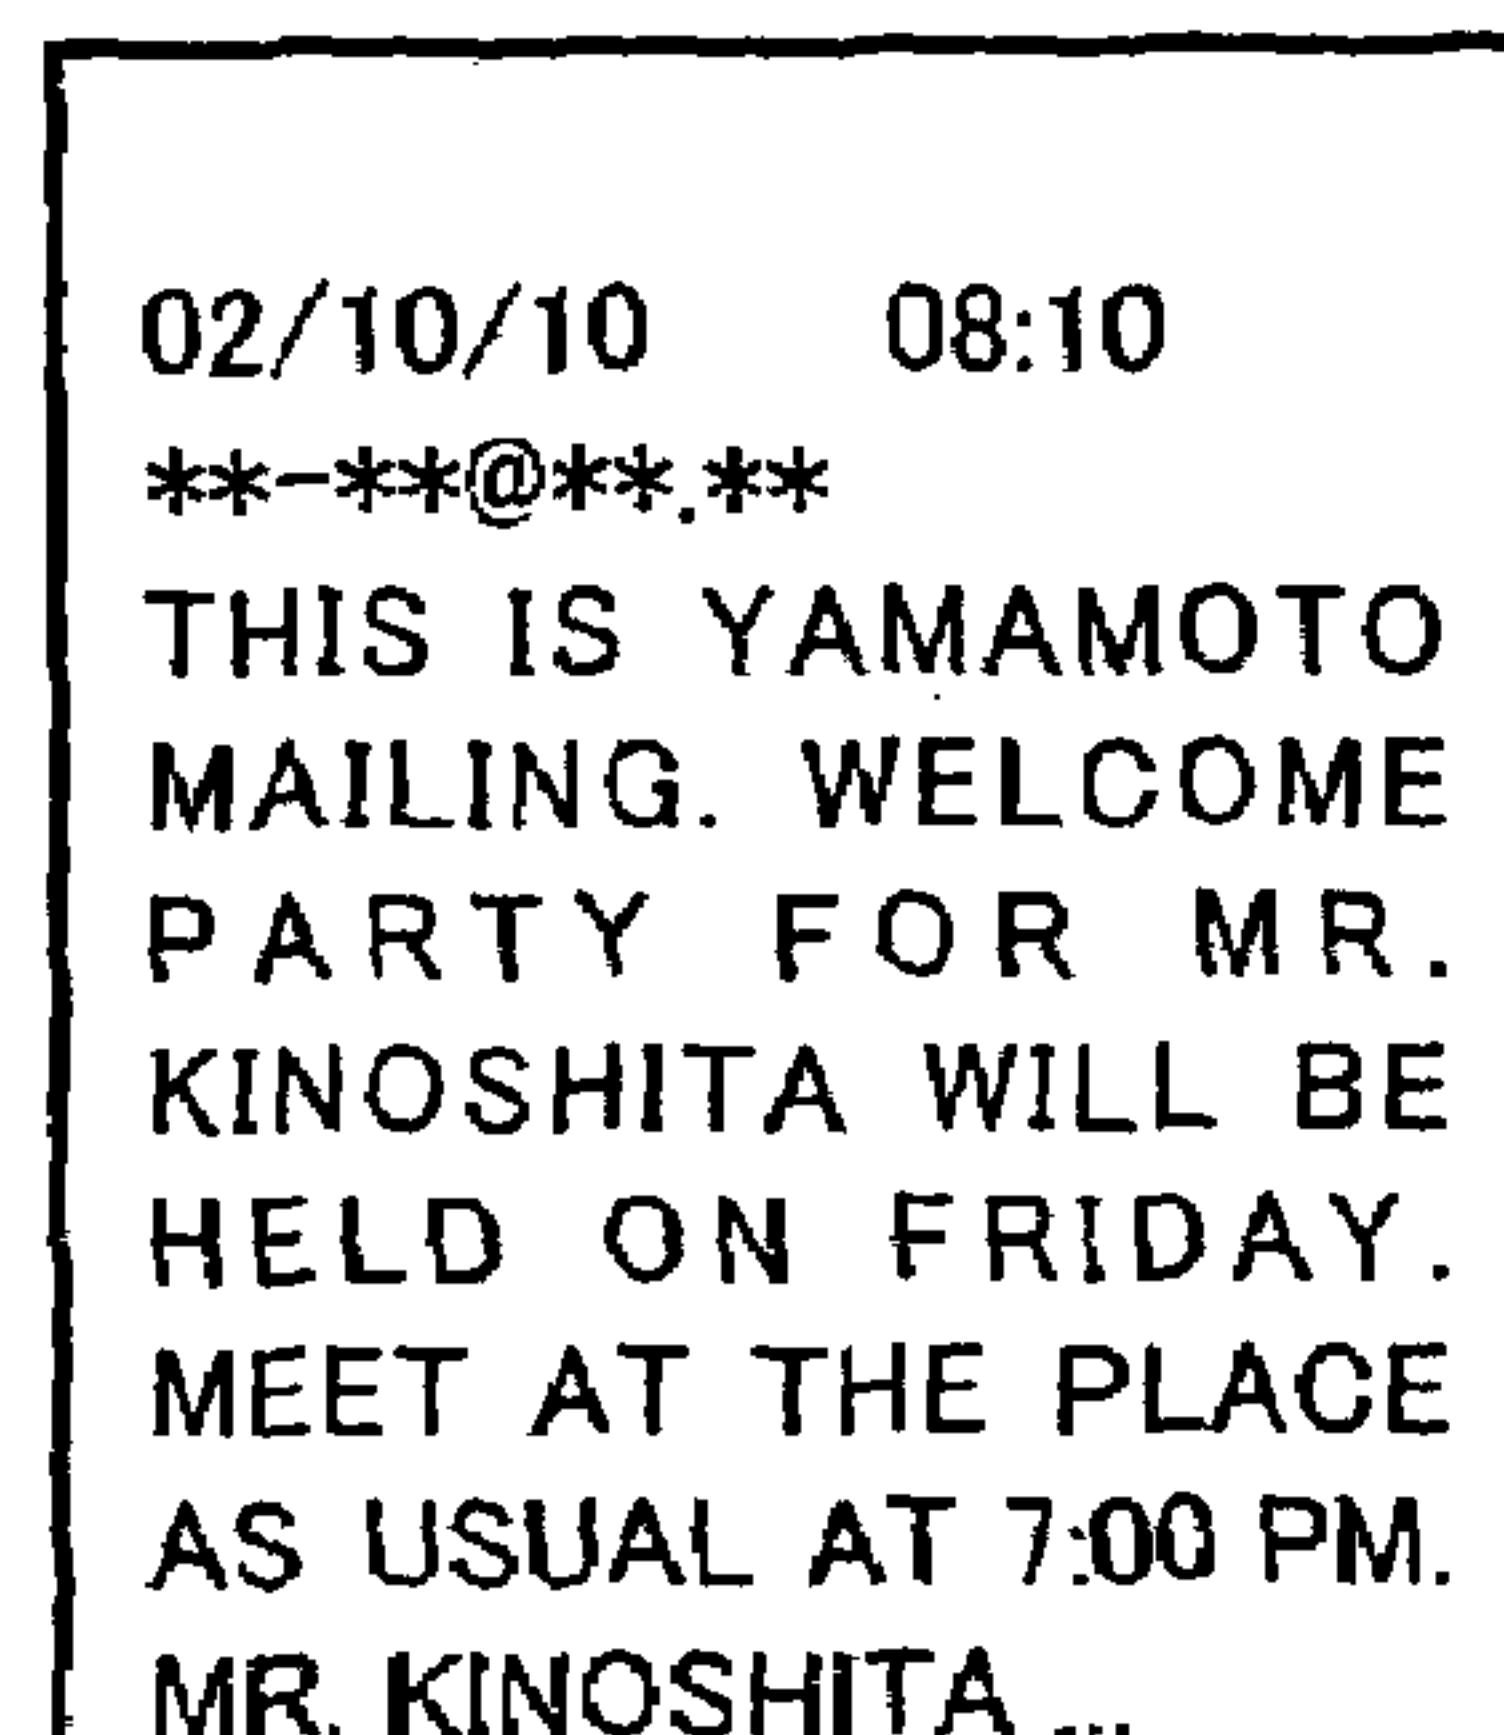 02/10/10 08:10
**-**@**.**
THIS IS YAMAMOTO
MAILING. WELCOME
PARTY FOR MR.
KINOSHITA WILL BE
HELD ON FRIDAY.
MEET AT THE PLACE
AS USUAL AT 7:00 PM.
MR. KINOSHITA ...